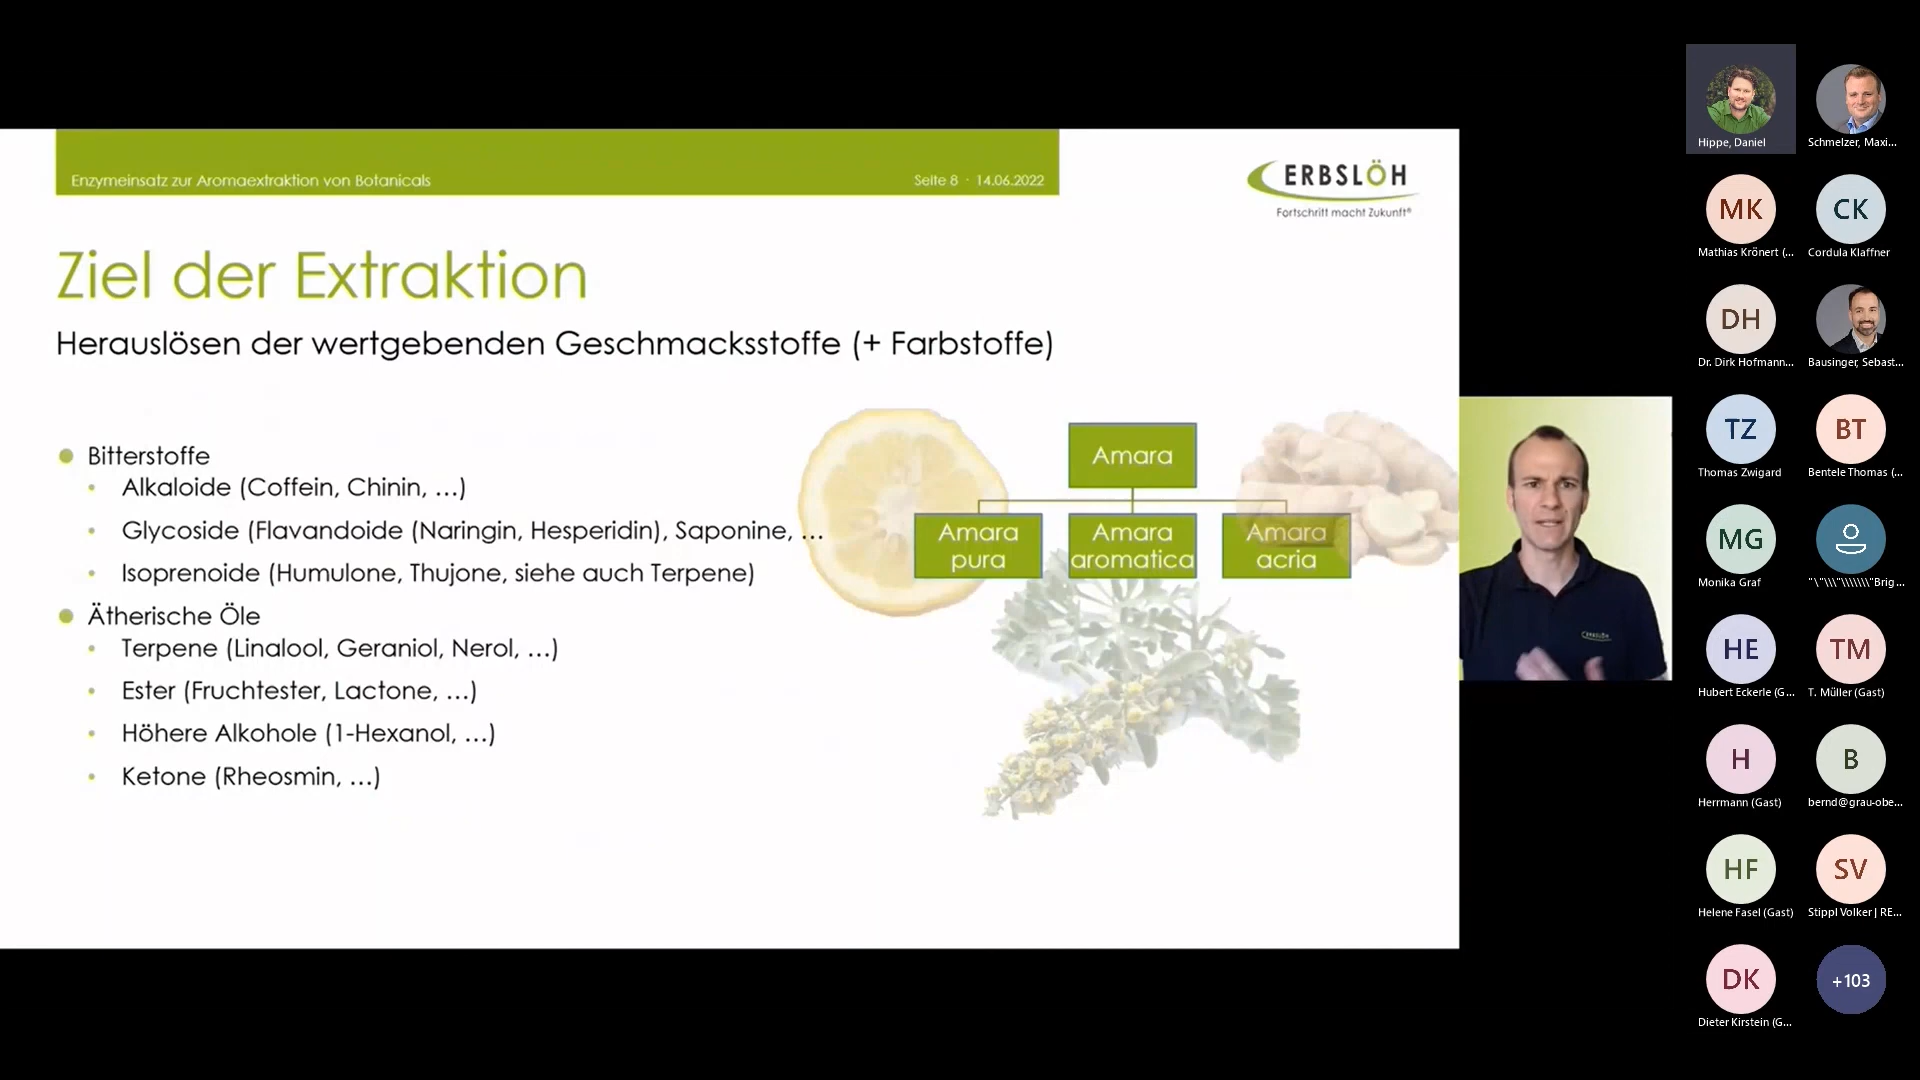 Enzymeinsatz zur Aromaextraktion von Botanicals
Seite 8 · 14.06.2022
ERBSLÖH
Fortschritt macht Zukunft®
Ziel der Extraktion
Herauslösen der wertgebenden Geschmacksstoffe (+ Farbstoffe)
Bitterstoffe
Alkaloide (Coffein, Chinin, …)
Glycoside (Flavandoide (Naringin, Hesperidin), Saponine, …
Isoprenoide (Humulone, Thujone, siehe auch Terpene)
Ätherische Öle
Terpene (Linalool, Geraniol, Nerol, …)
Ester (Fruchtester, Lactone, …)
Höhere Alkohole (1-Hexanol, …)
Ketone (Rheosmin, …)
Amara
Amara
pura
Amara
aromatica
Amara
acria
ERBSLÖH
Hippe, Daniel
Schmelzer, Maxi...
MK
Mathias Krönert (...
CK
Cordula Klaffner
DH
Dr. Dirk Hofmann...
Bausinger, Sebast...
TZ
Thomas Zwigard
BT
Bentele Thomas (...
MG
Monika Graf
"\"\\\"\\\\\\\"Brig...
HE
Hubert Eckerle (G...
TM
T. Müller (Gast)
H
Herrmann (Gast)
B
bernd@grau-obe...
HF
Helene Fasel (Gast)
SV
Stippl Volker | RE...
DK
Dieter Kirstein (G...
+103